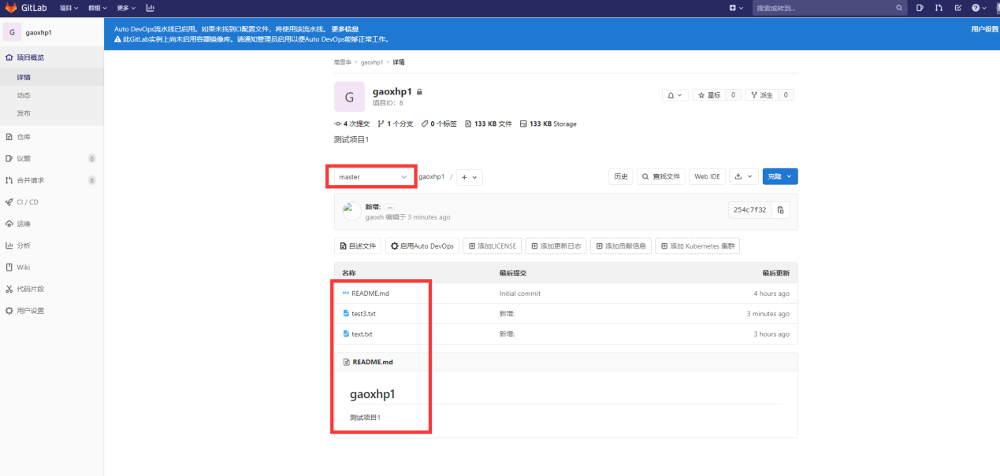 GitLab 项目 群组 更多 搜索或转到...
G gaoxhp1
Auto DevOps流水线已启用。如果未找到CI配置文件，将使用该流水线。 更多信息 用户设置
此GitLab实例上尚未启用容器镜像库。请通知管理员启用以便Auto DevOps能够正常工作。
项目概览
详情
动态
发布
仓库
议题 0
合并请求 0
CI / CD
运维
分析
Wiki
代码片段
用户设置
gaoxhp1 › 详情
G
gaoxhp1
项目ID: 8
星标 0 派生 0
4 次提交 1 个分支 0 个标签 133 KB 文件 133 KB Storage
测试项目1
master gaoxhp1 / + 历史 查找文件 Web IDE 克隆
新增: ...
gaoxh 编辑于 3 minutes ago
254c7f32
自述文件 启用Auto DevOps 添加LICENSE 添加更新日志 添加贡献信息 添加 Kubernetes 集群
名称 最后提交 最后更新
README.md Initial commit 4 hours ago
test3.txt 新增: 3 minutes ago
text.txt 新增: 3 hours ago
README.md
gaoxhp1
测试项目1